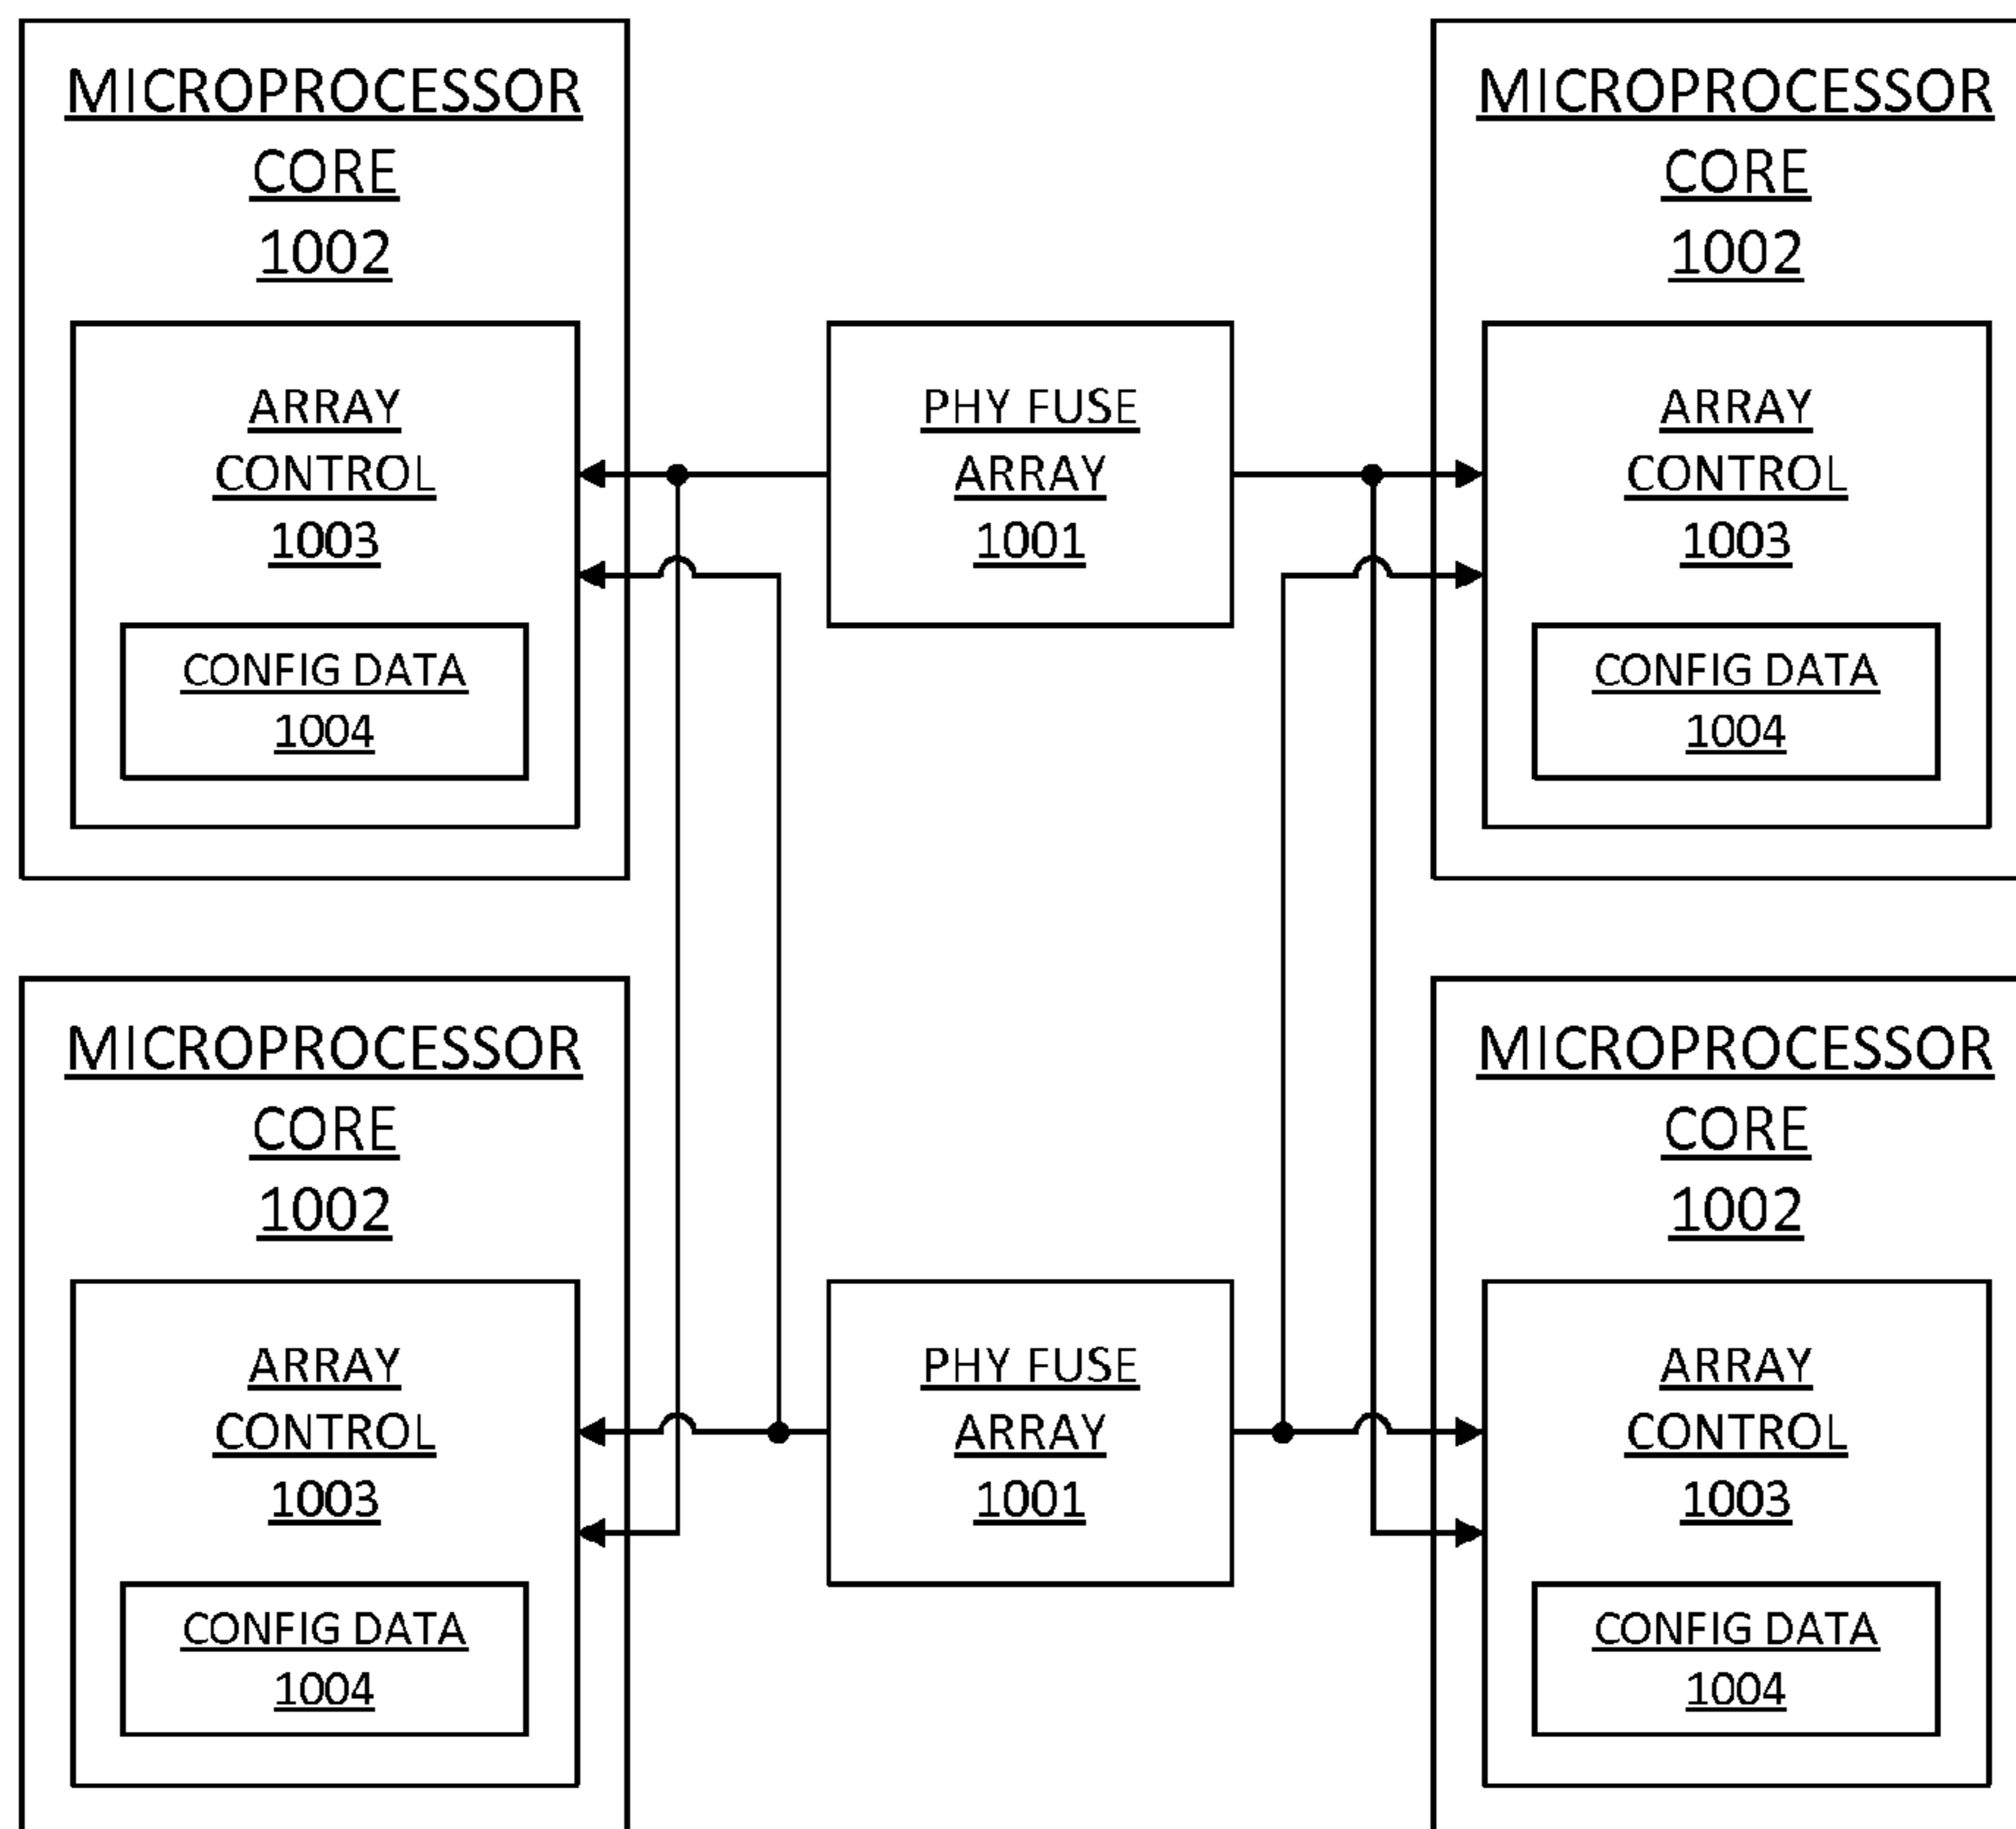 MICROPROCESSOR
CORE
1002
ARRAY
CONTROL
1003
CONFIG DATA
1004
PHY FUSE
ARRAY
1001
MICROPROCESSOR
CORE
1002
ARRAY
CONTROL
1003
CONFIG DATA
1004
MICROPROCESSOR
CORE
1002
ARRAY
CONTROL
1003
CONFIG DATA
1004
PHY FUSE
ARRAY
1001
MICROPROCESSOR
CORE
1002
ARRAY
CONTROL
1003
CONFIG DATA
1004